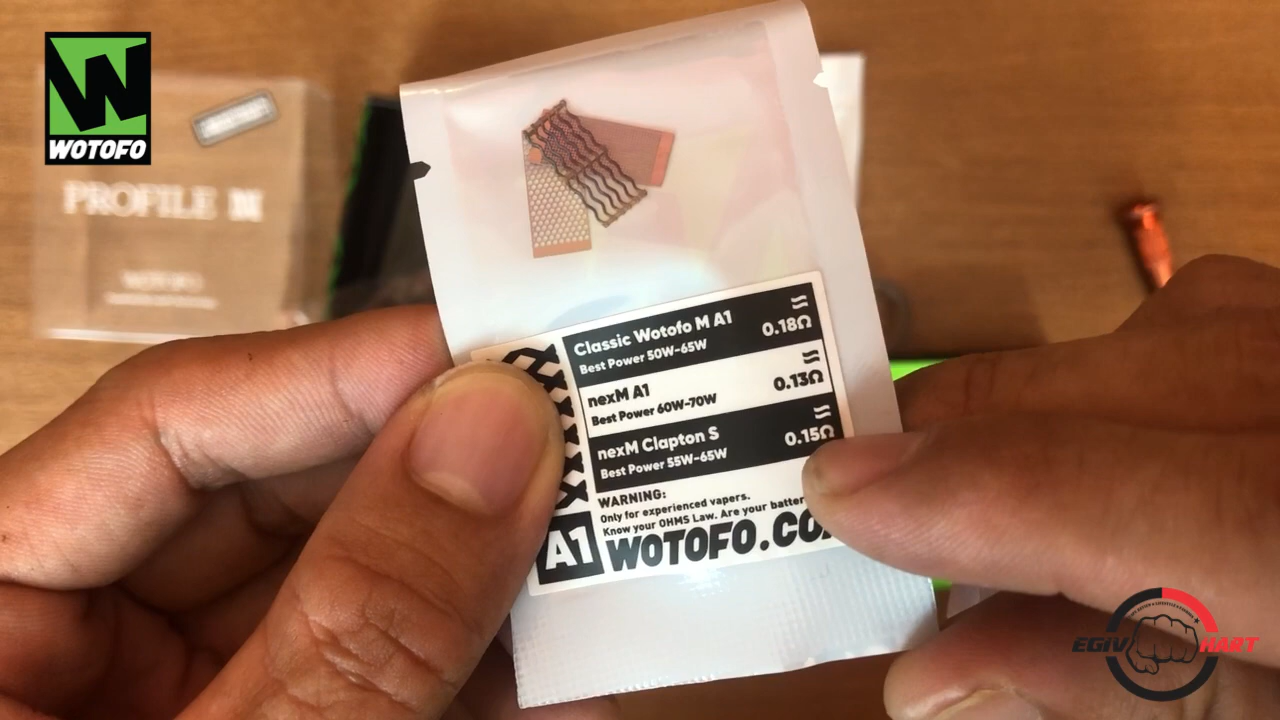 WOTOFO
PROFILE M
WOTOFO
Classic Wotofo M A1
0.18Ω
Best Power 50W-65W
nexM A1
0.13Ω
Best Power 60W-70W
nexM Clapton S
0.15Ω
Best Power 55W-65W
WARNING:
Only for experienced vapers.
Know your OHMS Law. Are your batter
A1
WOTOFO.CO
EGIV HART